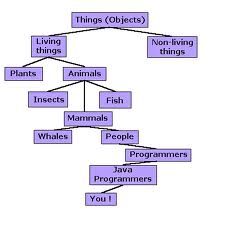 Things (Objects)
Living
things
Non-living
things
Plants
Animals
Insects
Fish
Mammals
Whales
People
Programmers
Java
Programmers
You !